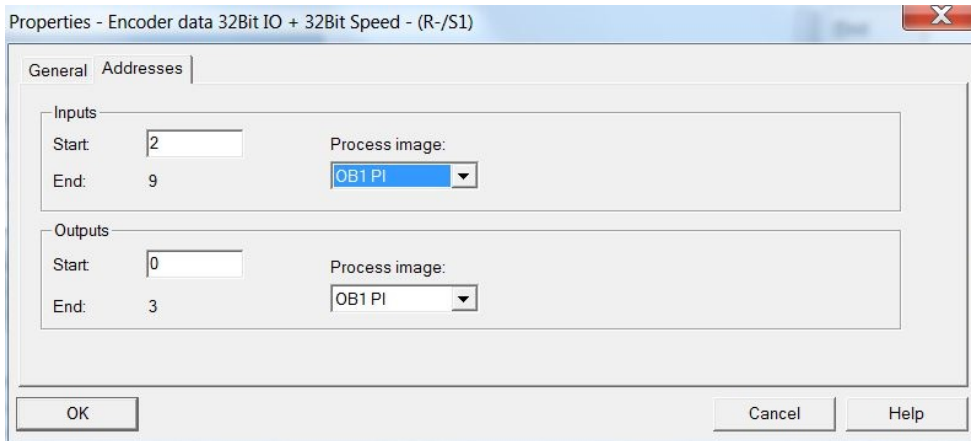 Properties - Encoder data 32Bit IO + 32Bit Speed - (R-/S1)
General Addresses
Inputs
Start: 2 Process image:
End: 9 OB1 PI
Outputs
Start: 0 Process image:
End: 3 OB1 PI
OK Cancel Help